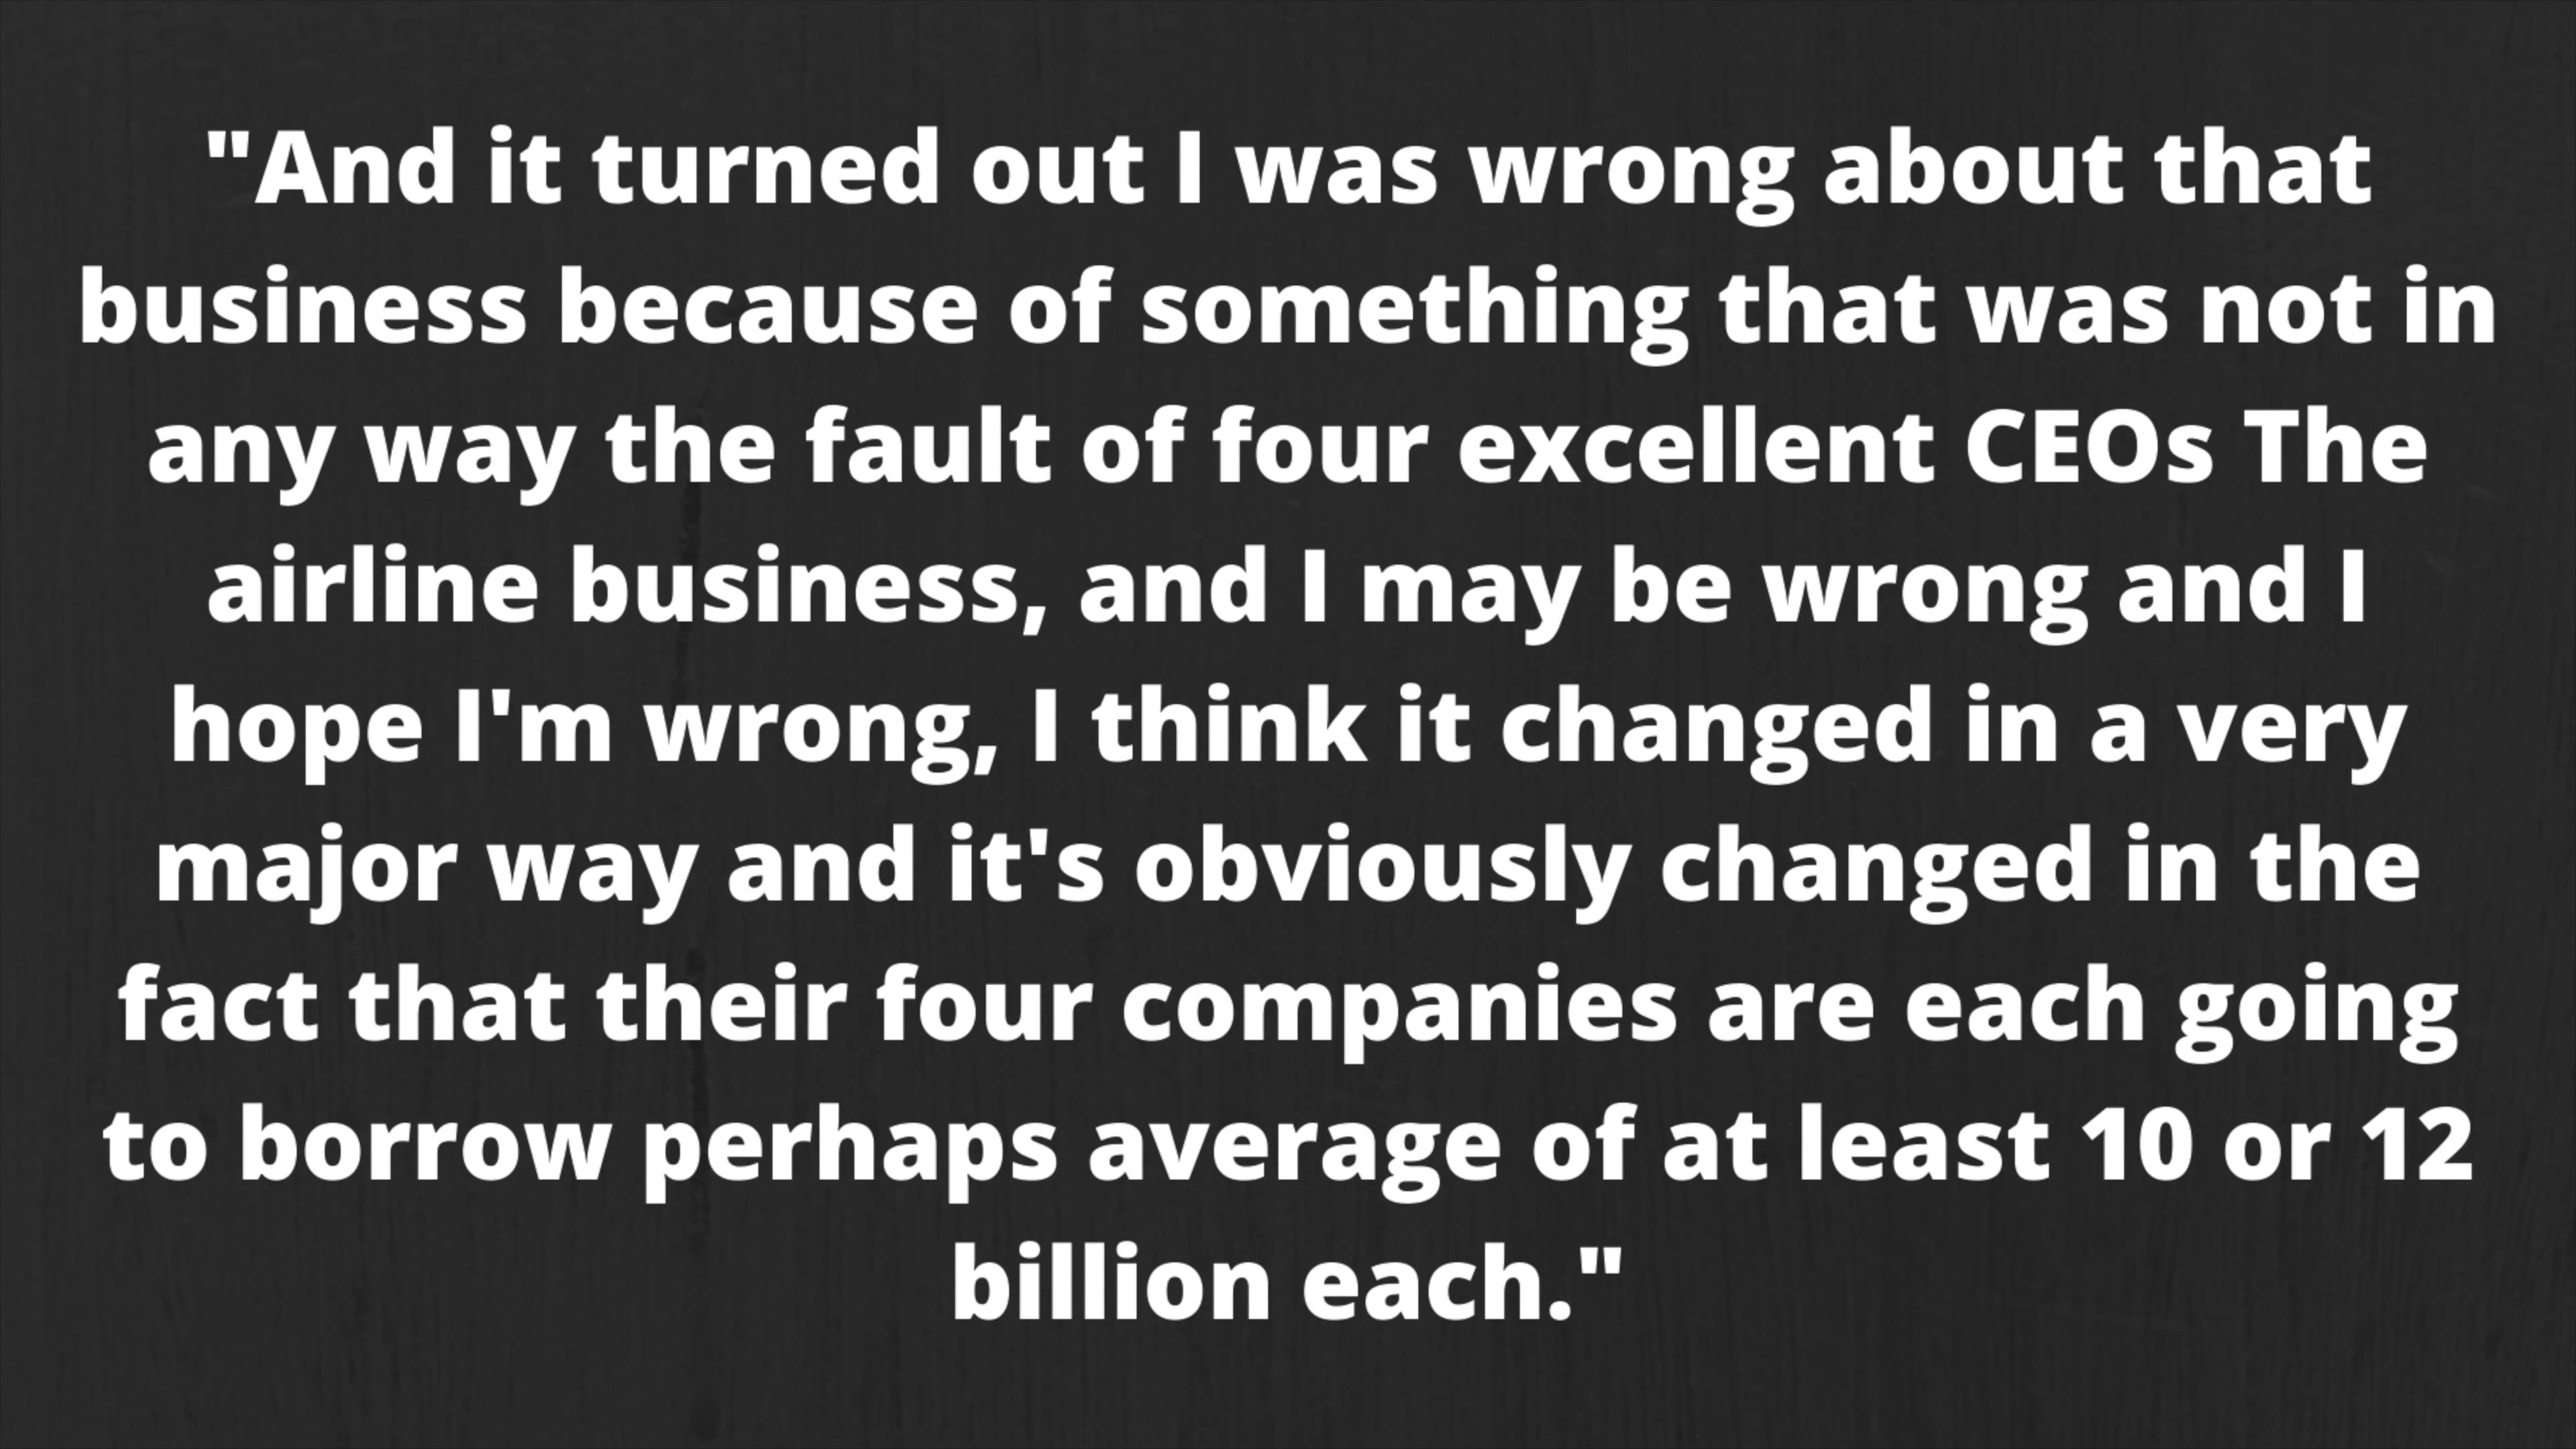 "And it turned out I was wrong about that
business because of something that was not in
any way the fault of four excellent CEOs The
airline business, and I may be wrong and I
hope I'm wrong, I think it changed in a very
major way and it's obviously changed in the
fact that their four companies are each going
to borrow perhaps average of at least 10 or 12
billion each."